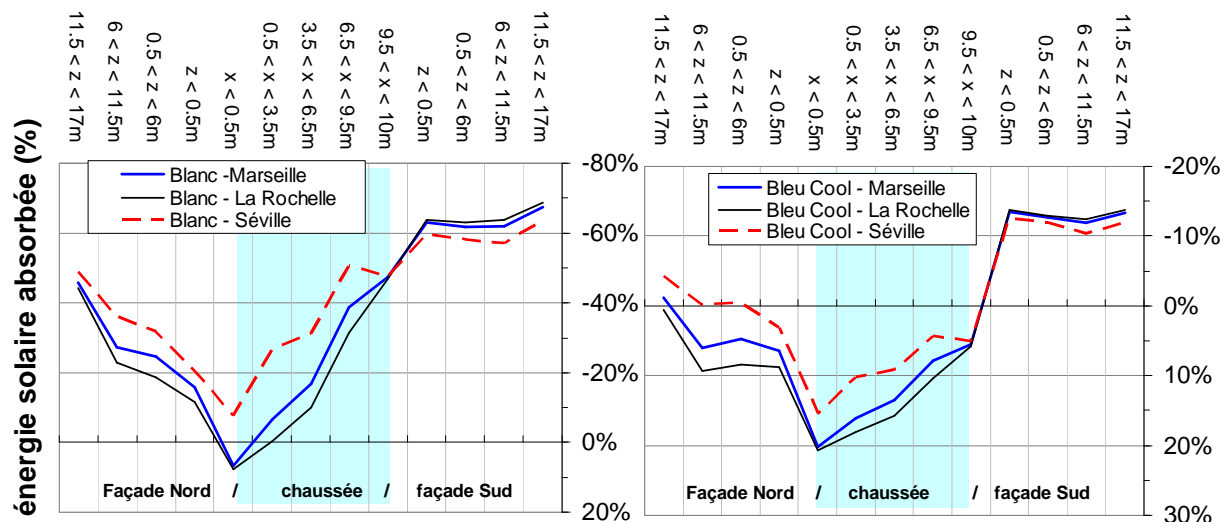 énergie solaire absorbée (%)
11.5 < z < 17m
6 < z < 11.5m
0.5 < z < 6m
z < 0.5m
x < 0.5m
0.5 < x < 3.5m
3.5 < x < 6.5m
6.5 < x < 9.5m
9.5 < x < 10m
z < 0.5m
0.5 < z < 6m
6 < z < 11.5m
11.5 < z < 17m
Blanc -Marseille
Blanc - La Rochelle
Blanc - Séville
-80%
-60%
-40%
-20%
0%
20%
Façade Nord / chaussée / façade Sud
11.5 < z < 17m
6 < z < 11.5m
0.5 < z < 6m
z < 0.5m
x < 0.5m
0.5 < x < 3.5m
3.5 < x < 6.5m
6.5 < x < 9.5m
9.5 < x < 10m
z < 0.5m
0.5 < z < 6m
6 < z < 11.5m
11.5 < z < 17m
Bleu Cool - Marseille
Bleu Cool - La Rochelle
Bleu Cool - Séville
-20%
-10%
0%
10%
20%
30%
Façade Nord / chaussée / façade Sud